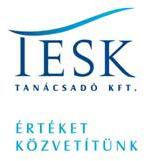 IESK
TANÁCSADÓ KFT.
ÉRTÉKET
KÖZVETÍTÜNK